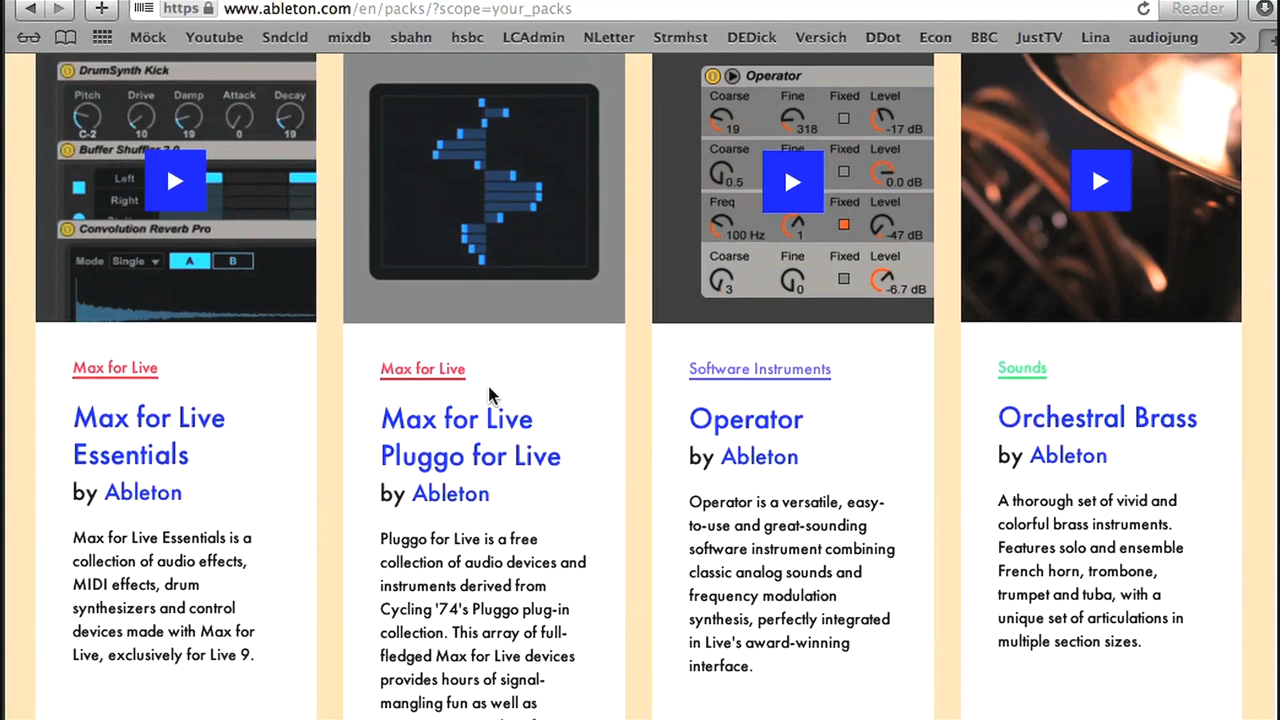 https www.ableton.com/en/packs/?scope=your_packs Reader
Möck Youtube Sndcld mixdb sbahn hsbc LCAdmin NLetter Strmhst DEDick Versich DDot Econ BBC JustTV Lina audiojung
DrumSynth Kick
Pitch Drive Damp Attack Decay
C-2 10 19 0 19
Buffer Shuffler 2.0
Left
Right
Convolution Reverb Pro
Mode Single A B
Max for Live
Max for Live
Essentials
by Ableton
Max for Live Essentials is a
collection of audio effects,
MIDI effects, drum
synthesizers and control
devices made with Max for
Live, exclusively for Live 9.
Max for Live
Max for Live
Pluggo for Live
by Ableton
Pluggo for Live is a free
collection of audio devices and
instruments derived from
Cycling '74's Pluggo plug-in
collection. This array of full-
fledged Max for Live devices
provides hours of signal-
mangling fun as well as
Operator
Coarse Fine Fixed Level
19 318 -17 dB
Coarse Fixed Level
0.5 0.0 dB
Freq Fixed Level
100 Hz 1 -47 dB
Coarse Fine Fixed Level
3 0 -6.7 dB
Software Instruments
Operator
by Ableton
Operator is a versatile, easy-
to-use and great-sounding
software instrument combining
classic analog sounds and
frequency modulation
synthesis, perfectly integrated
in Live's award-winning
interface.
Sounds
Orchestral Brass
by Ableton
A thorough set of vivid and
colorful brass instruments.
Features solo and ensemble
French horn, trombone,
trumpet and tuba, with a
unique set of articulations in
multiple section sizes.